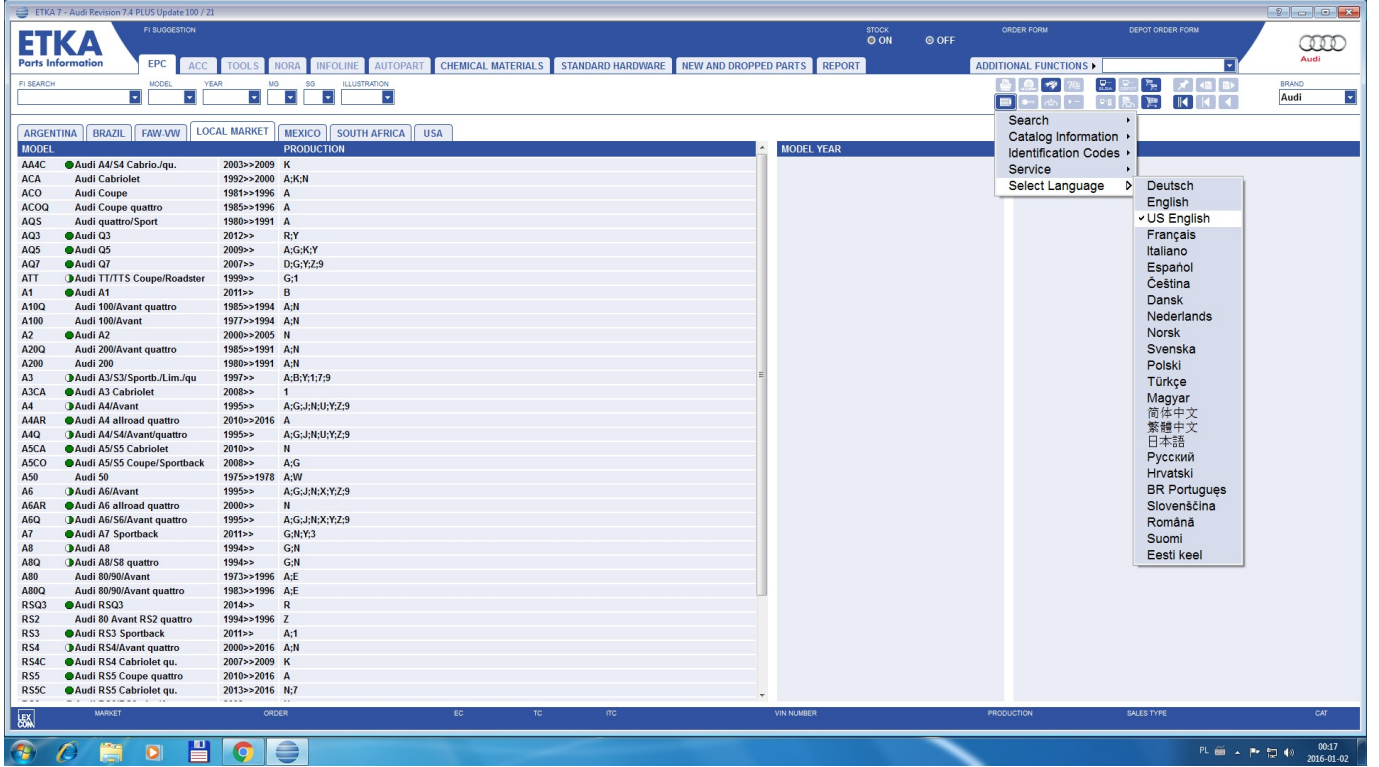 ETKA 7 - Audi Revision 7.4 PLUS Update 100 / 21
ETKA
Parts Information
FI SUGGESTION
STOCK
ON OFF
ORDER FORM
DEPOT ORDER FORM
Audi
EPC ACC TOOLS NORA INFOLINE AUTOPART CHEMICAL MATERIALS STANDARD HARDWARE NEW AND DROPPED PARTS REPORT
ADDITIONAL FUNCTIONS
FI SEARCH MODEL YEAR MG SG ILLUSTRATION
BRAND
Audi
ARGENTINA BRAZIL FAW-VW LOCAL MARKET MEXICO SOUTH AFRICA USA
MODEL PRODUCTION MODEL YEAR
AA4C Audi A4/S4 Cabrio./qu. 2003>>2009 K
ACA Audi Cabriolet 1992>>2000 A;K;N
ACO Audi Coupe 1981>>1996 A
ACOQ Audi Coupe quattro 1985>>1996 A
AQS Audi quattro/Sport 1980>>1991 A
AQ3 Audi Q3 2012>> R;Y
AQ5 Audi Q5 2009>> A;G;K;Y
AQ7 Audi Q7 2007>> D;G;Y;Z;9
ATT Audi TT/TTS Coupe/Roadster 1999>> G;1
A1 Audi A1 2011>> B
A10Q Audi 100/Avant quattro 1985>>1994 A;N
A100 Audi 100/Avant 1977>>1994 A;N
A2 Audi A2 2000>>2005 N
A20Q Audi 200/Avant quattro 1985>>1991 A;N
A200 Audi 200 1980>>1991 A;N
A3 Audi A3/S3/Sportb./Lim./qu 1997>> A;B;Y;1;7;9
A3CA Audi A3 Cabriolet 2008>> 1
A4 Audi A4/Avant 1995>> A;G;J;N;U;Y;Z;9
A4AR Audi A4 allroad quattro 2010>>2016 A
A4Q Audi A4/S4/Avant/quattro 1995>> A;G;J;N;U;Y;Z;9
A5CA Audi A5/S5 Cabriolet 2010>> N
A5CO Audi A5/S5 Coupe/Sportback 2008>> A;G
A50 Audi 50 1975>>1978 A;W
A6 Audi A6/Avant 1995>> A;G;J;N;X;Y;Z;9
A6AR Audi A6 allroad quattro 2000>> N
A6Q Audi A6/S6/Avant quattro 1995>> A;G;J;N;X;Y;Z;9
A7 Audi A7 Sportback 2011>> G;N;Y;3
A8 Audi A8 1994>> G;N
A8Q Audi A8/S8 quattro 1994>> G;N
A80 Audi 80/90/Avant 1973>>1996 A;E
A80Q Audi 80/90/Avant quattro 1983>>1996 A;E
RSQ3 Audi RSQ3 2014>> R
RS2 Audi 80 Avant RS2 quattro 1994>>1996 Z
RS3 Audi RS3 Sportback 2011>> A;1
RS4 Audi RS4/Avant quattro 2000>>2016 A;N
RS4C Audi RS4 Cabriolet qu. 2007>>2009 K
RS5 Audi RS5 Coupe quattro 2010>>2016 A
RS5C Audi RS5 Cabriolet qu. 2013>>2016 N;7
Search
Catalog Information
Identification Codes
Service
Select Language
Deutsch
English
US English
Français
Italiano
Español
Čeština
Dansk
Nederlands
Norsk
Svenska
Polski
Türkçe
Magyar
简体中文
繁體中文
日本語
Русский
Hrvatski
BR Portuguęs
Slovenščina
Română
Suomi
Eesti keel
LEX
COM
MARKET ORDER EC TC ITC VIN NUMBER PRODUCTION SALES TYPE CAT
PL
00:17
2016-01-02